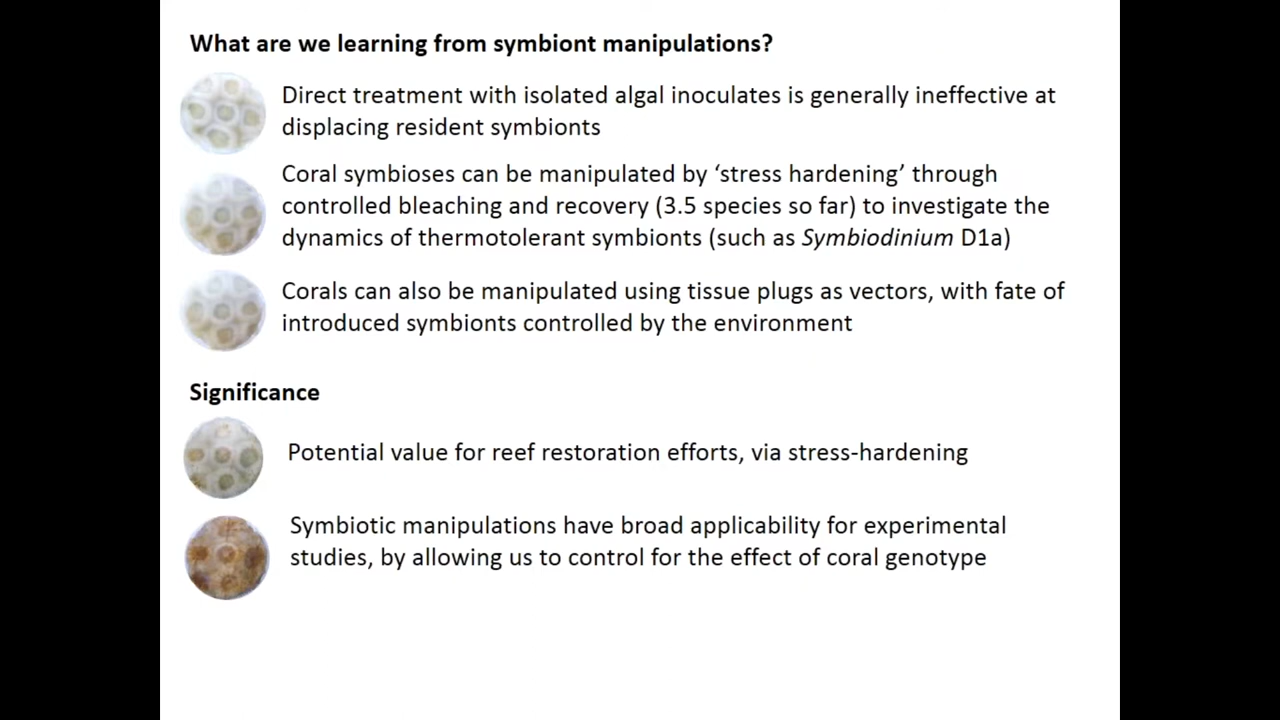 What are we learning from symbiont manipulations?
Direct treatment with isolated algal inoculates is generally ineffective at
displacing resident symbionts
Coral symbioses can be manipulated by ‘stress hardening’ through
controlled bleaching and recovery (3.5 species so far) to investigate the
dynamics of thermotolerant symbionts (such as Symbiodinium D1a)
Corals can also be manipulated using tissue plugs as vectors, with fate of
introduced symbionts controlled by the environment
Significance
Potential value for reef restoration efforts, via stress-hardening
Symbiotic manipulations have broad applicability for experimental
studies, by allowing us to control for the effect of coral genotype